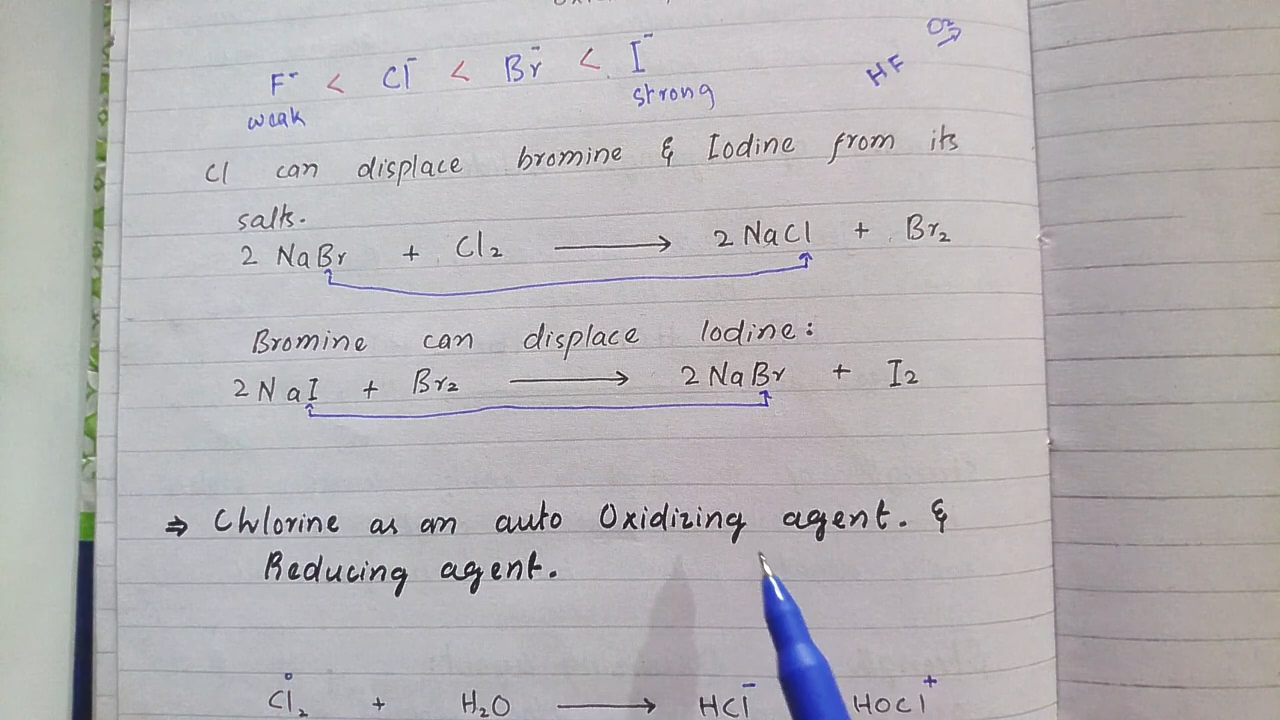 F⁻ < Cl⁻ < Br⁻ < I⁻
weak strong
HF O₂
Cl can displace bromine & Iodine from its
salts.
2 NaBr + Cl₂ ⟶ 2 NaCl + Br₂
Bromine can displace Iodine:
2 NaI + Br₂ ⟶ 2 NaBr + I₂
⇒ Chlorine as an auto Oxidizing agent. &
Reducing agent.
Cl₂⁰ + H₂O ⟶ HCl⁻ HOCl⁺